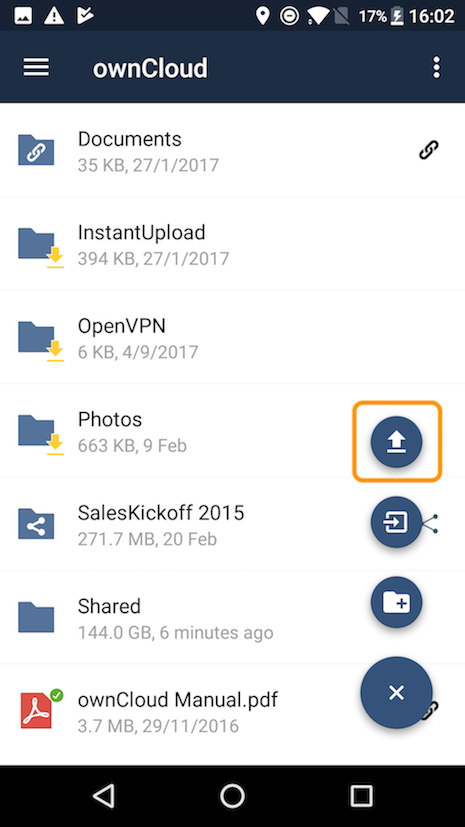 17% 16:02
ownCloud
Documents
35 KB, 27/1/2017
InstantUpload
394 KB, 27/1/2017
OpenVPN
6 KB, 4/9/2017
Photos
663 KB, 9 Feb
SalesKickoff 2015
271.7 MB, 20 Feb
Shared
144.0 GB, 6 minutes ago
ownCloud Manual.pdf
3.7 MB, 29/11/2016